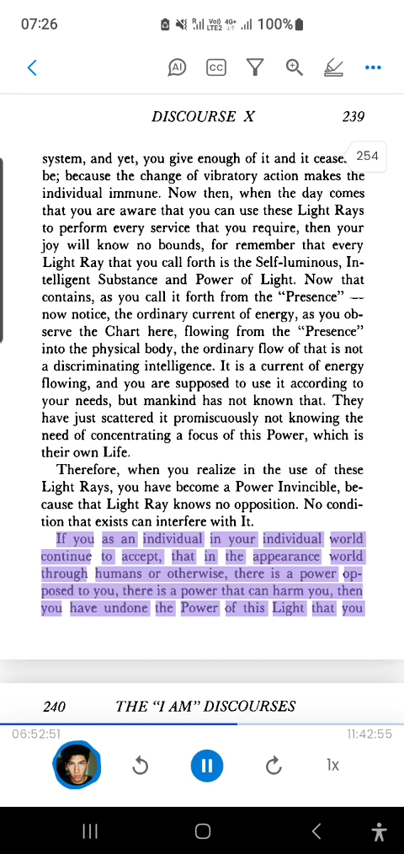 07:26
R Vo)) 4G+ 100%
LTE2
AI CC
DISCOURSE X 239
254
system, and yet, you give enough of it and it cease.
be; because the change of vibratory action makes the
individual immune. Now then, when the day comes
that you are aware that you can use these Light Rays
to perform every service that you require, then your
joy will know no bounds, for remember that every
Light Ray that you call forth is the Self-luminous, In-
telligent Substance and Power of Light. Now that
contains, as you call it forth from the “Presence” —
now notice, the ordinary current of energy, as you ob-
serve the Chart here, flowing from the “Presence”
into the physical body, the ordinary flow of that is not
a discriminating intelligence. It is a current of energy
flowing, and you are supposed to use it according to
your needs, but mankind has not known that. They
have just scattered it promiscuously not knowing the
need of concentrating a focus of this Power, which is
their own Life.
Therefore, when you realize in the use of these
Light Rays, you have become a Power Invincible, be-
cause that Light Ray knows no opposition. No condi-
tion that exists can interfere with It.
If you as an individual in your individual world
continue to accept, that in the appearance world
through humans or otherwise, there is a power op-
posed to you, there is a power that can harm you, then
you have undone the Power of this Light that you
240 THE “I AM” DISCOURSES
06:52:51 11:42:55
1x